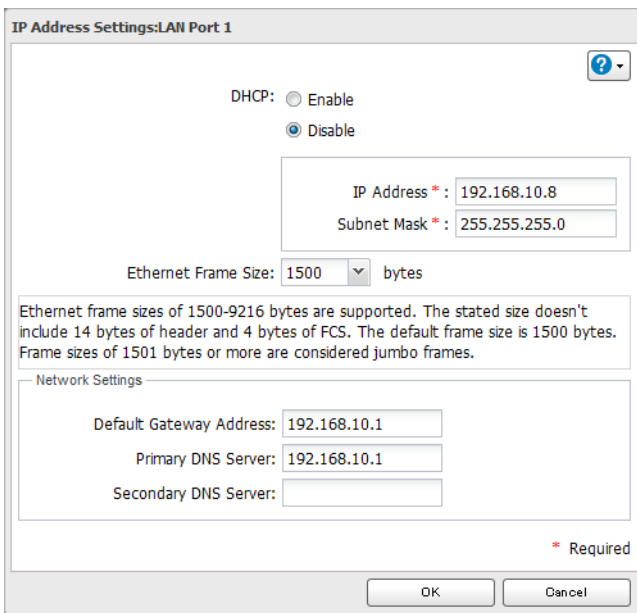 IP Address Settings:LAN Port 1
?
DHCP: Enable
Disable
IP Address * : 192.168.10.8
Subnet Mask * : 255.255.255.0
Ethernet Frame Size: 1500 bytes
Ethernet frame sizes of 1500-9216 bytes are supported. The stated size doesn't
include 14 bytes of header and 4 bytes of FCS. The default frame size is 1500 bytes.
Frame sizes of 1501 bytes or more are considered jumbo frames.
Network Settings
Default Gateway Address: 192.168.10.1
Primary DNS Server: 192.168.10.1
Secondary DNS Server:
* Required
OK Cancel